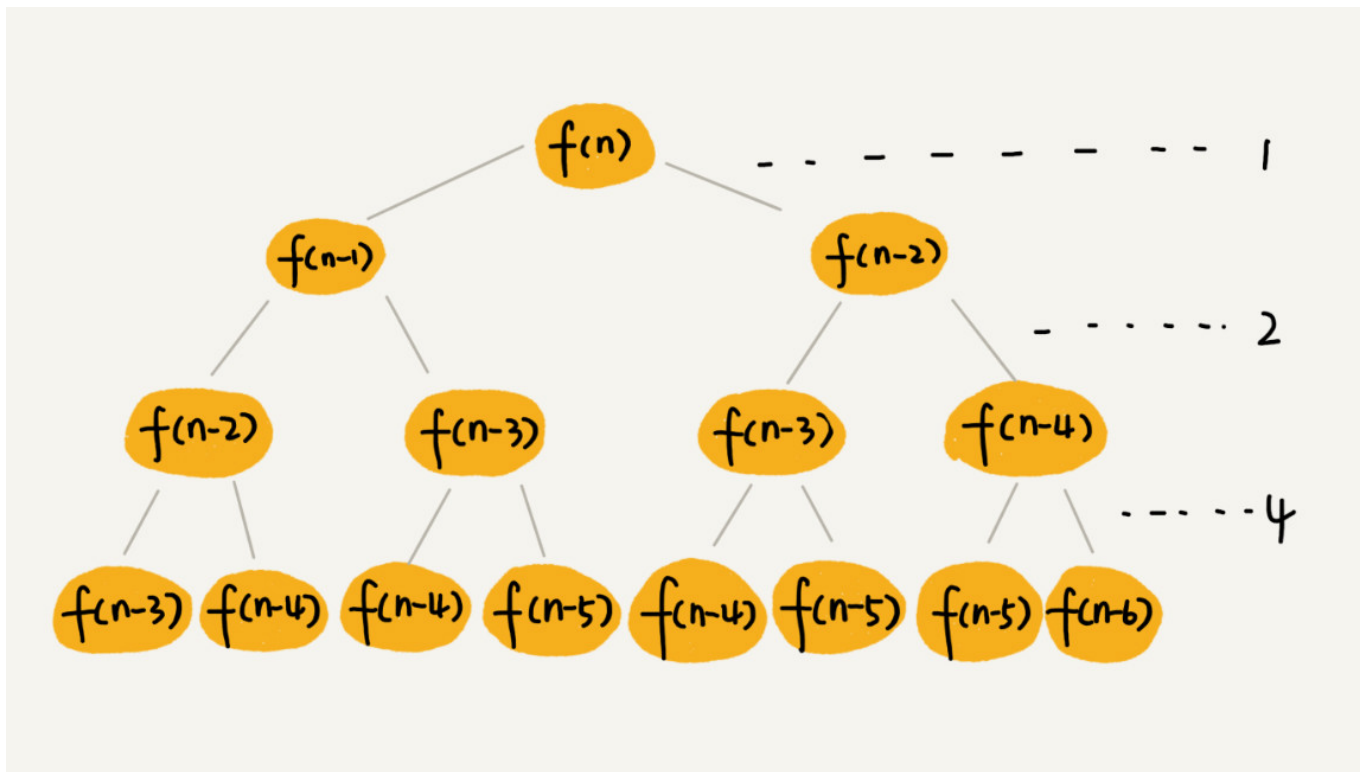 f(n) 1
f(n-1) f(n-2)
2
f(n-2) f(n-3) f(n-3) f(n-4)
4
f(n-3) f(n-4) f(n-4) f(n-5) f(n-4) f(n-5) f(n-5) f(n-6)